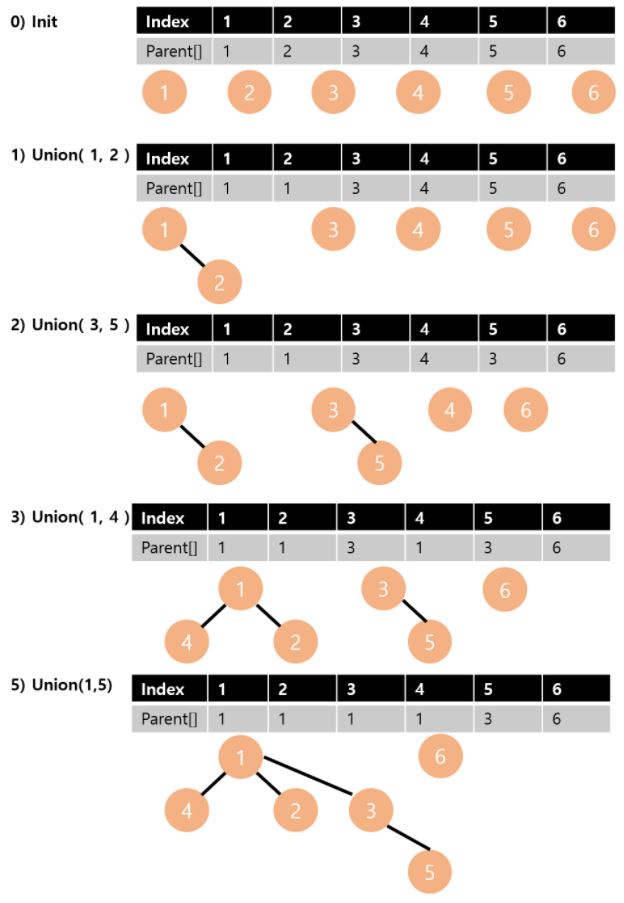 0) Init
Index 1 2 3 4 5 6
Parent[] 1 2 3 4 5 6
1 2 3 4 5 6
1) Union( 1, 2 )
Index 1 2 3 4 5 6
Parent[] 1 1 3 4 5 6
1 3 4 5 6
2
2) Union( 3, 5 )
Index 1 2 3 4 5 6
Parent[] 1 1 3 4 3 6
1 3 4 6
2 5
3) Union( 1, 4 )
Index 1 2 3 4 5 6
Parent[] 1 1 3 1 3 6
1 3 6
4 2 5
5) Union(1,5)
Index 1 2 3 4 5 6
Parent[] 1 1 1 1 3 6
1 6
4 2 3
5